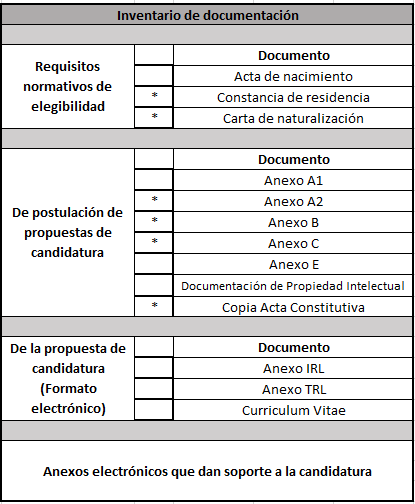 Inventario de documentación
Requisitos
normativos de
elegibilidad
Documento
Acta de nacimiento
* Constancia de residencia
* Carta de naturalización
De postulación de
propuestas de
candidatura
Documento
Anexo A1
* Anexo A2
* Anexo B
* Anexo C
Anexo E
Documentación de Propiedad Intelectual
* Copia Acta Constitutiva
De la propuesta de
candidatura
(Formato
electrónico)
Documento
Anexo IRL
Anexo TRL
Curriculum Vitae
Anexos electrónicos que dan soporte a la candidatura